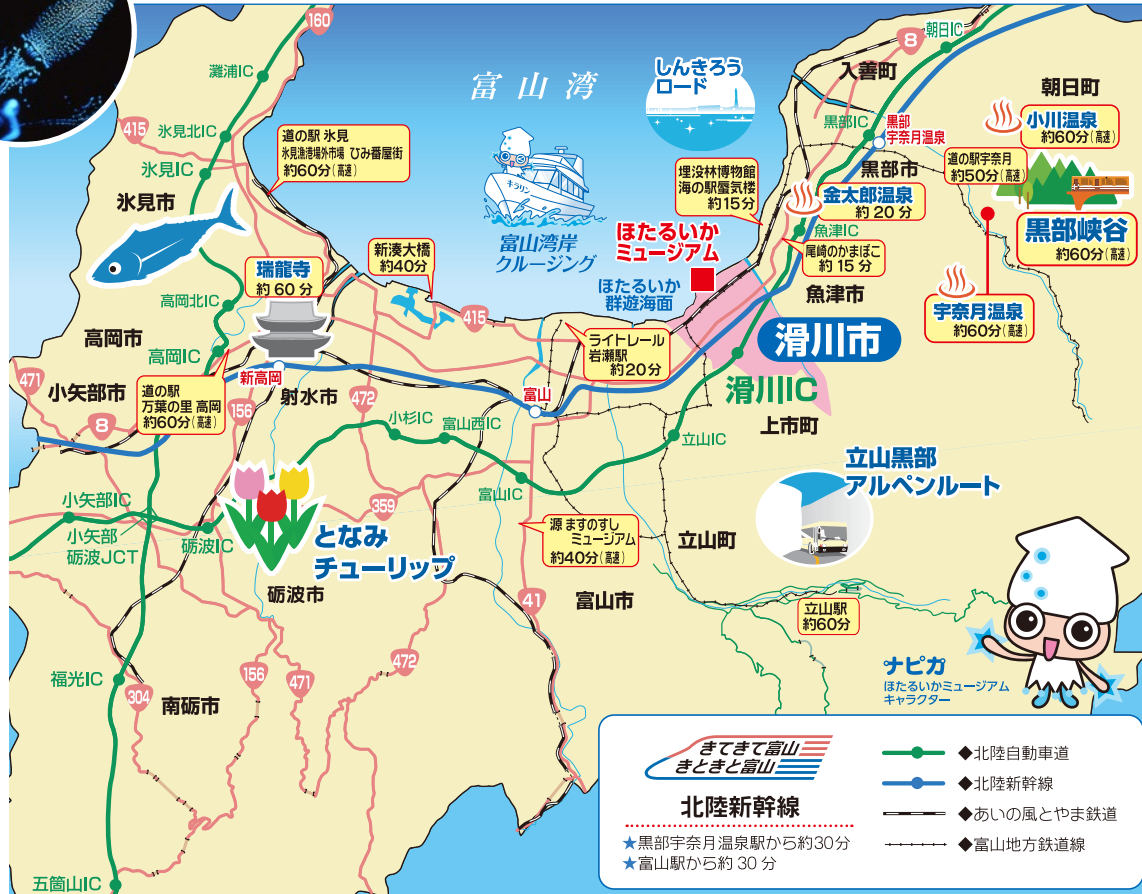 160
8
朝日IC
灘浦IC
富山湾
しんきろう
ロード
入善町
朝日町
415
氷見北IC
道の駅 氷見
氷見漁港場外市場 ひみ番屋街
約60分(高速)
黒部IC
黒部
宇奈月温泉
小川温泉
約60分(高速)
氷見IC
埋没林博物館
海の駅蜃気楼
約15分
黒部市
道の駅宇奈月
約50分(高速)
氷見市
キラリン
金太郎温泉
約20分
富山湾岸
クルージング
ほたるいか
ミュージアム
魚津IC
黒部峡谷
約60分(高速)
新湊大橋
約40分
尾崎のかまぼこ
約15分
瑞龍寺
約60分
ほたるいか
群遊海面
魚津市
宇奈月温泉
約60分(高速)
高岡北IC
415
高岡市
ライトレール
岩瀬駅
約20分
滑川市
高岡IC
471
小矢部市
新高岡
富山
滑川IC
道の駅
万葉の里 高岡
約60分(高速)
156
射水市
472
8
小杉IC
富山西IC
上市町
立山IC
立山黒部
アルペンルート
小矢部IC
富山IC
359
小矢部
砺波JCT
砺波IC
となみ
チューリップ
源 ますのすし
ミュージアム
約40分(高速)
立山町
砺波市
41
富山市
立山駅
約60分
472
156
471
福光IC
304
南砺市
ナピカ
ほたるいかミュージアム
キャラクター
きてきて富山
きときと富山
北陸新幹線
★黒部宇奈月温泉駅から約30分
★富山駅から約30分
◆北陸自動車道
◆北陸新幹線
◆あいの風とやま鉄道
◆富山地方鉄道線
五箇山IC